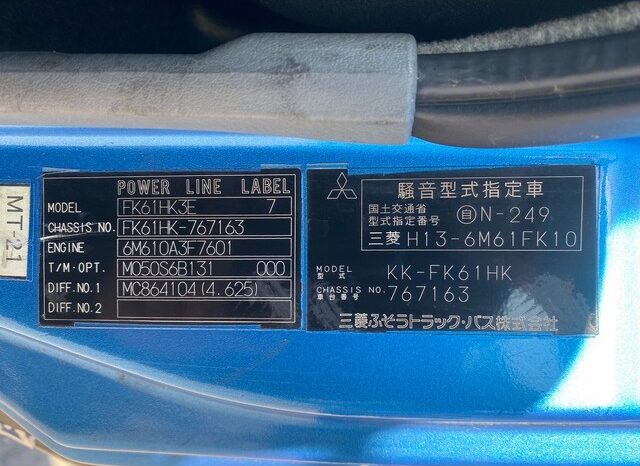 MT-21
POWER LINE LABEL
MODEL FK61HK3E 7
CHASSIS NO. FK61HK-767163
ENGINE 6M610A3F7601
T/M・OPT. M050S6B131 000
DIFF.NO.1 MC864104(4.625)
DIFF.NO.2
騒音型式指定車
国土交通省
型式指定番号 自N-249
三菱 H13-6M61FK10
MODEL
型式 KK-FK61HK
CHASSIS NO.
車台番号 767163
三菱ふそうトラック・バス株式会社